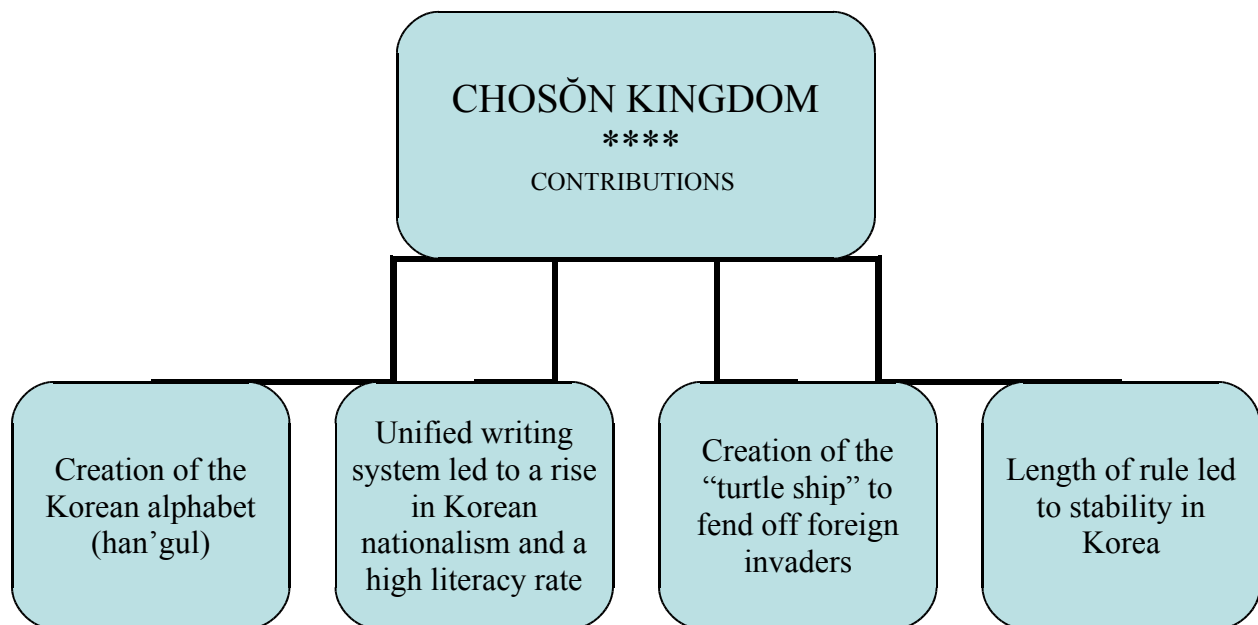 CHOSŎN KINGDOM
****
CONTRIBUTIONS
Creation of the
Korean alphabet
(han’gul)
Unified writing
system led to a rise
in Korean
nationalism and a
high literacy rate
Creation of the
“turtle ship” to
fend off foreign
invaders
Length of rule led
to stability in
Korea